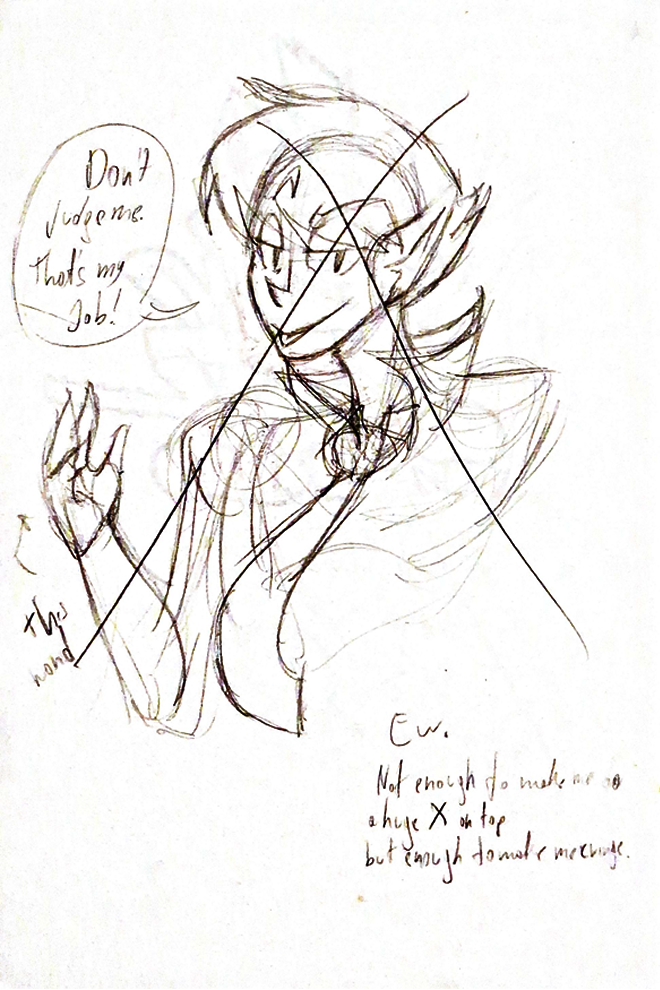 Don't
Judge me.
That's my
Job!
This
hand
Ew.
Not enough to make me do
a huge X on top
but enough to make me cringe.